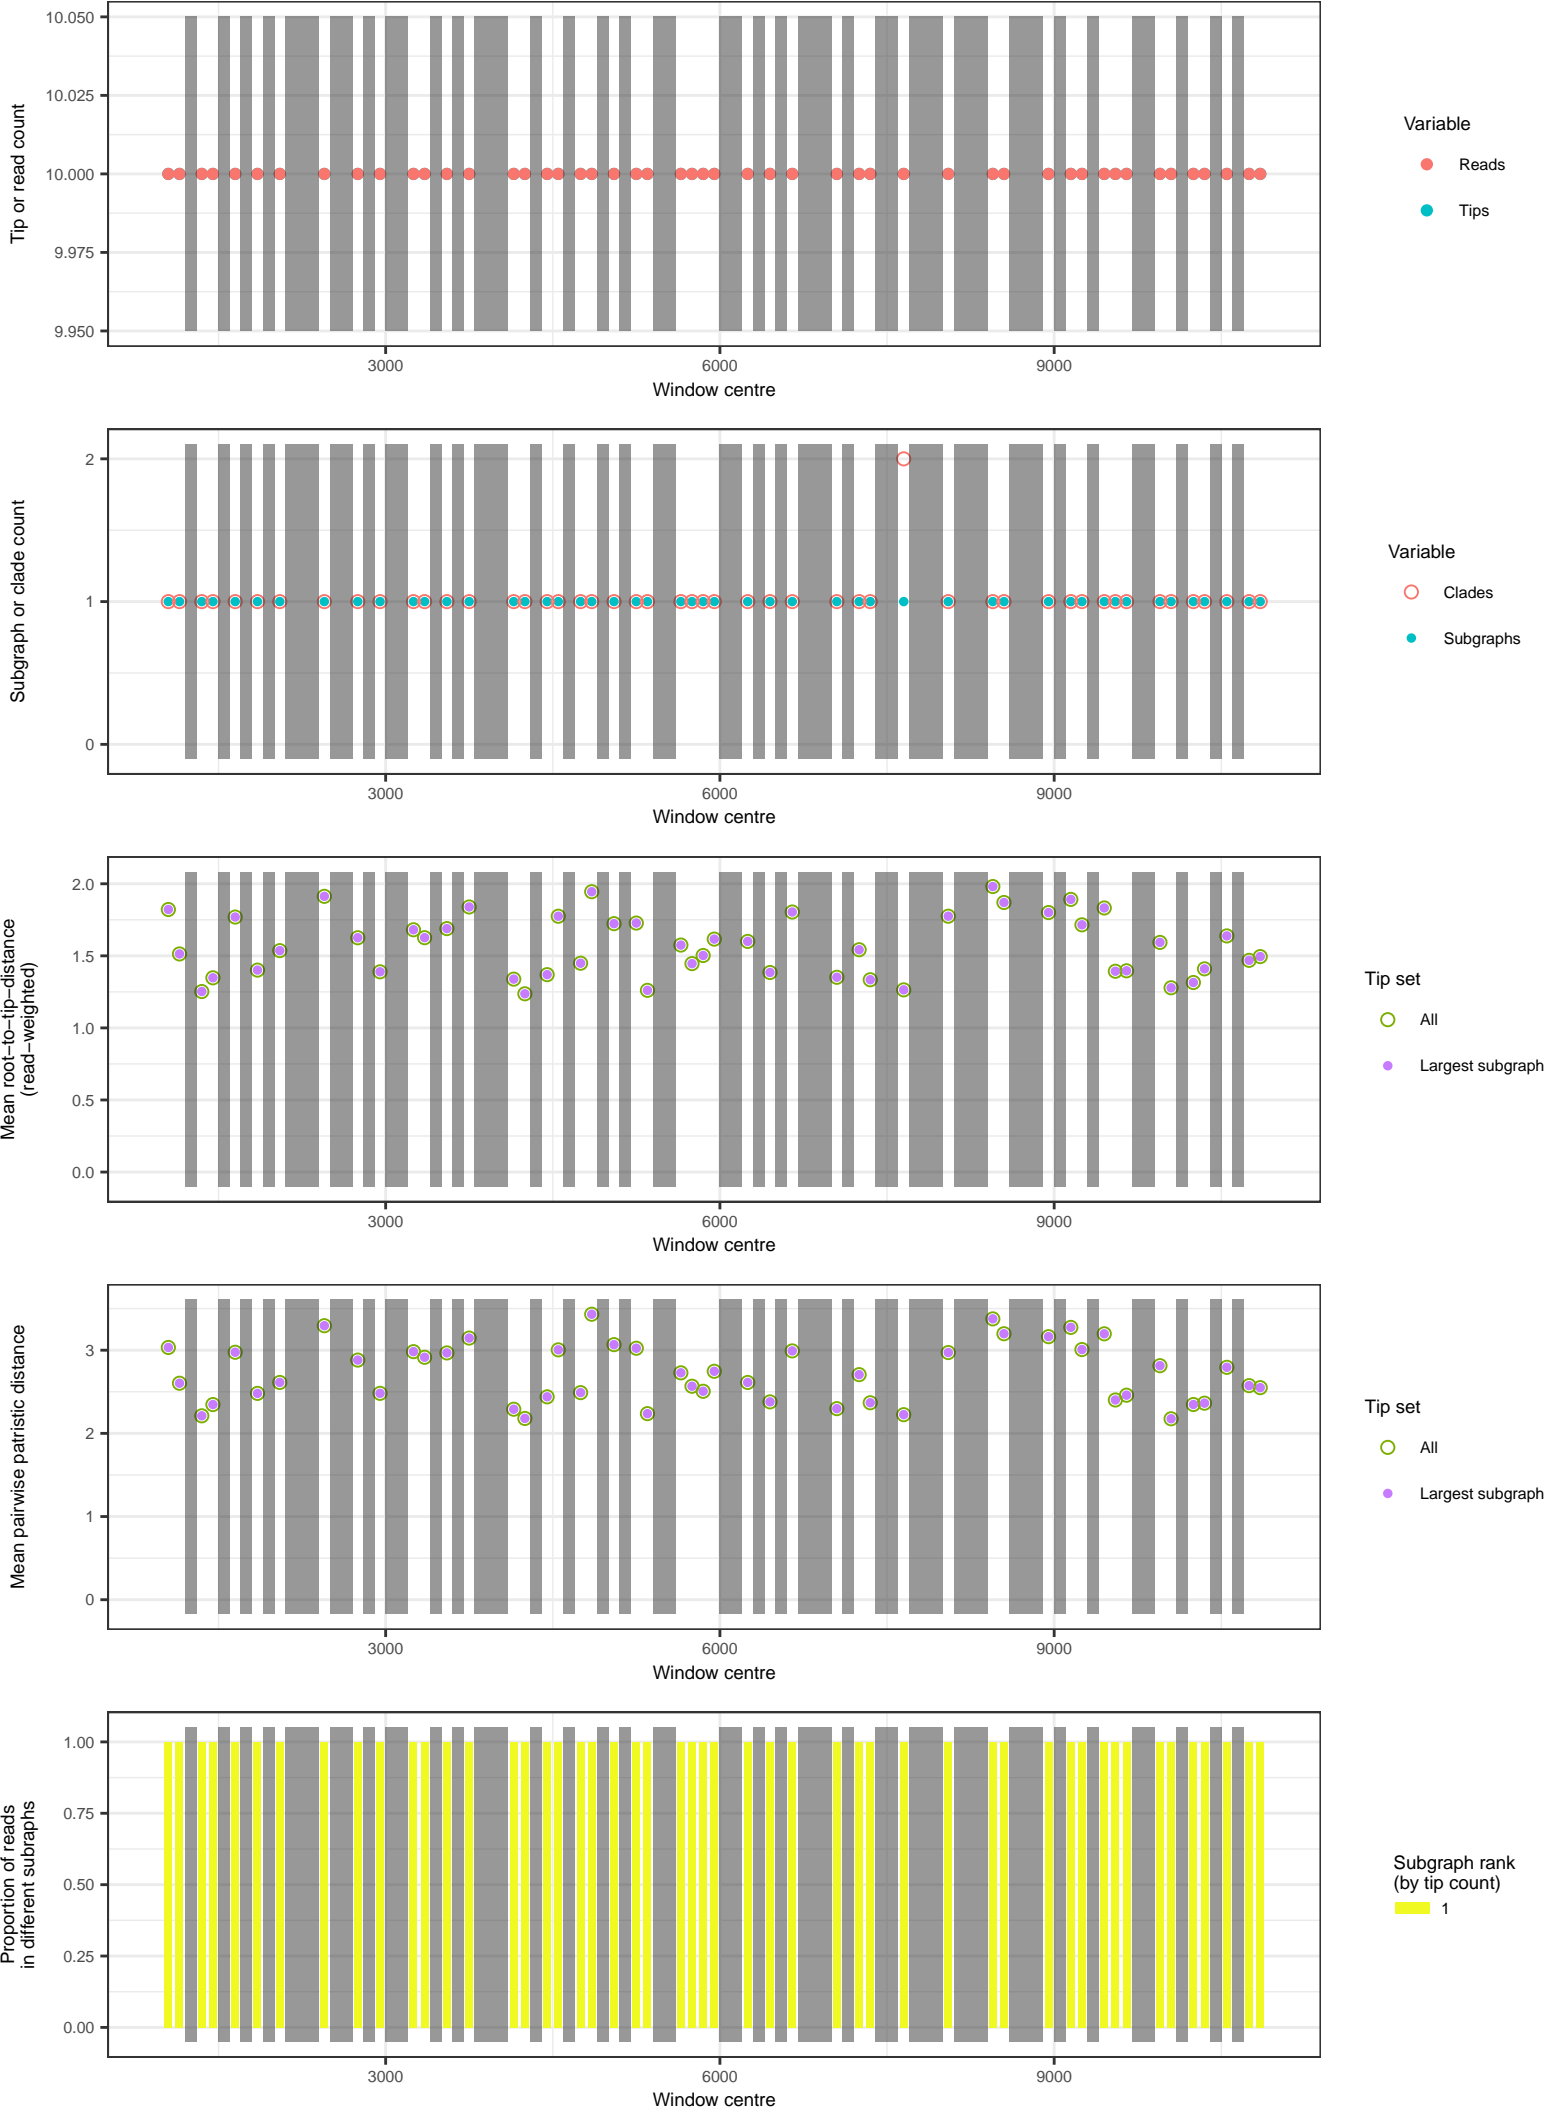 10.050
10.025
10.000
9.975
9.950
Tip or read count
3000
6000
9000
Window centre
Variable
Reads
Tips
2
1
0
Subgraph or clade count
3000
6000
9000
Window centre
Variable
Clades
Subgraphs
2.0
1.5
1.0
0.5
0.0
Mean root−to−tip−distance
(read−weighted)
3000
6000
9000
Window centre
Tip set
All
Largest subgraph
3
2
1
0
Mean pairwise patristic distance
3000
6000
9000
Window centre
Tip set
All
Largest subgraph
1.00
0.75
0.50
0.25
0.00
Proportion of reads
in different subraphs
3000
6000
9000
Window centre
Subgraph rank
(by tip count)
1